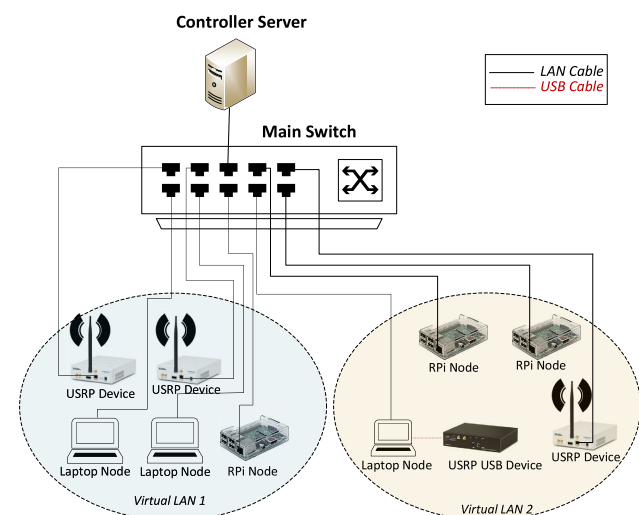 Controller Server
LAN Cable
USB Cable
Main Switch
USRP Device
USRP Device
RPi Node
RPi Node
Laptop Node
Laptop Node
RPi Node
Laptop Node
USRP USB Device
USRP Device
Virtual LAN 1
Virtual LAN 2